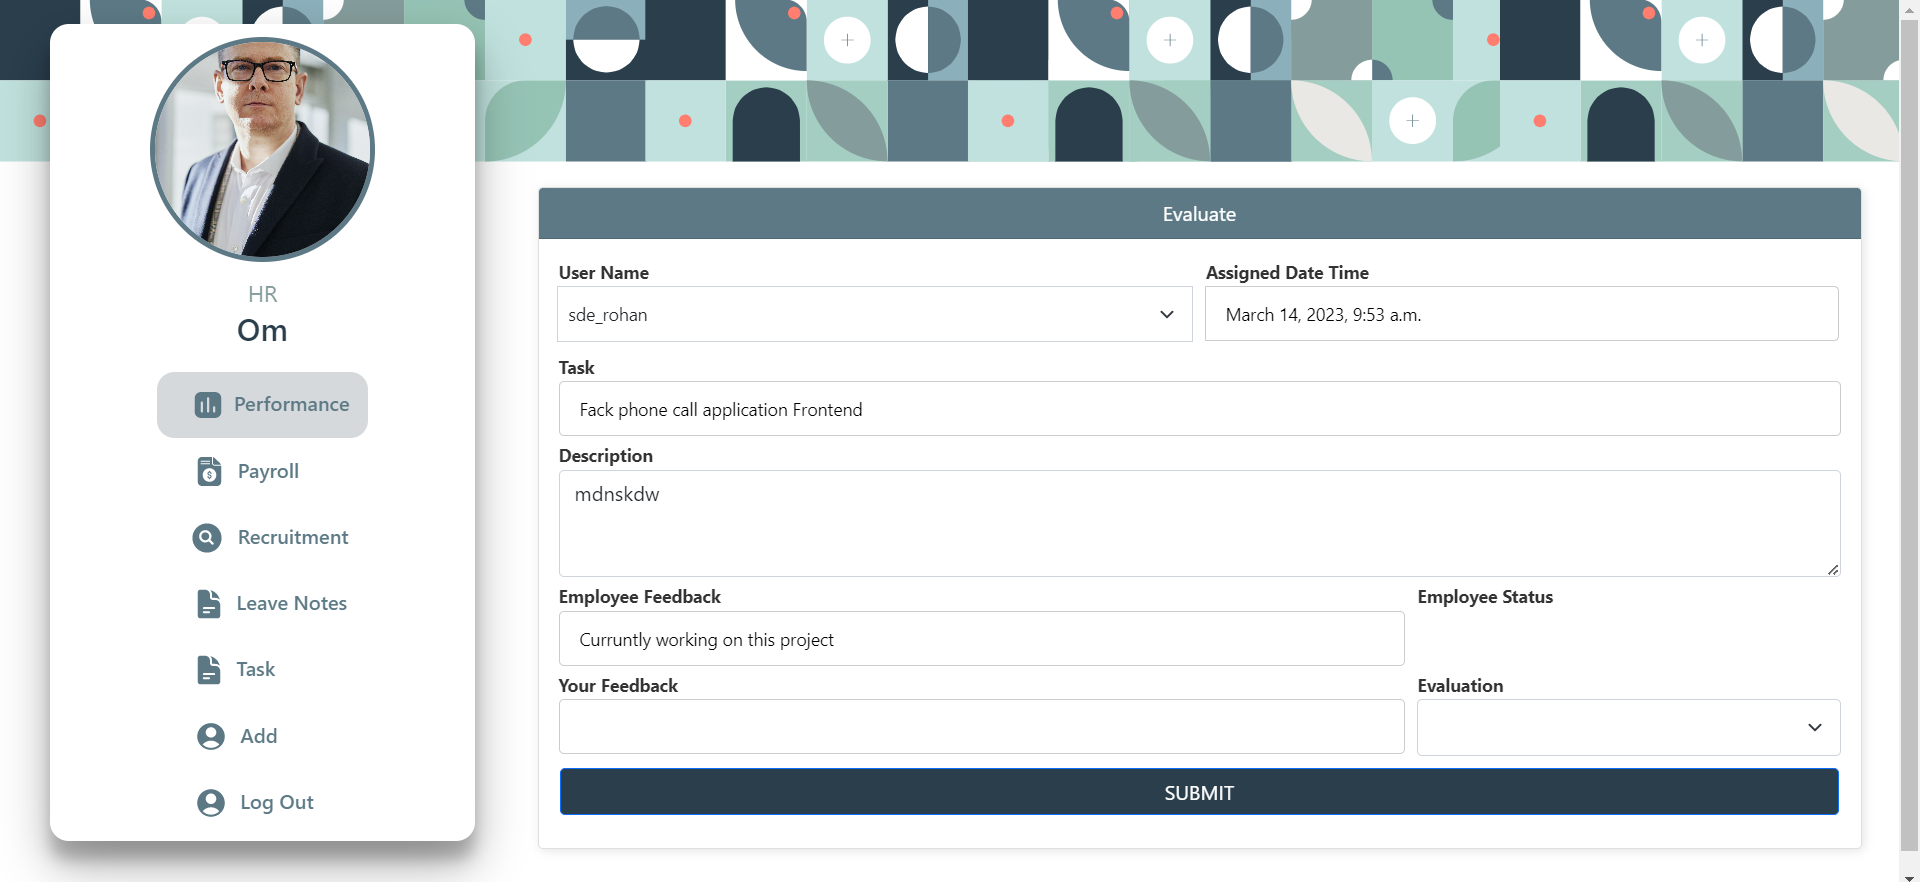 HR
Om
Performance
Payroll
Recruitment
Leave Notes
Task
Add
Log Out
Evaluate
User Name
Assigned Date Time
sde_rohan
March 14, 2023, 9:53 a.m.
Task
Fack phone call application Frontend
Description
mdnskdw
Employee Feedback
Employee Status
Curruntly working on this project
Your Feedback
Evaluation
SUBMIT